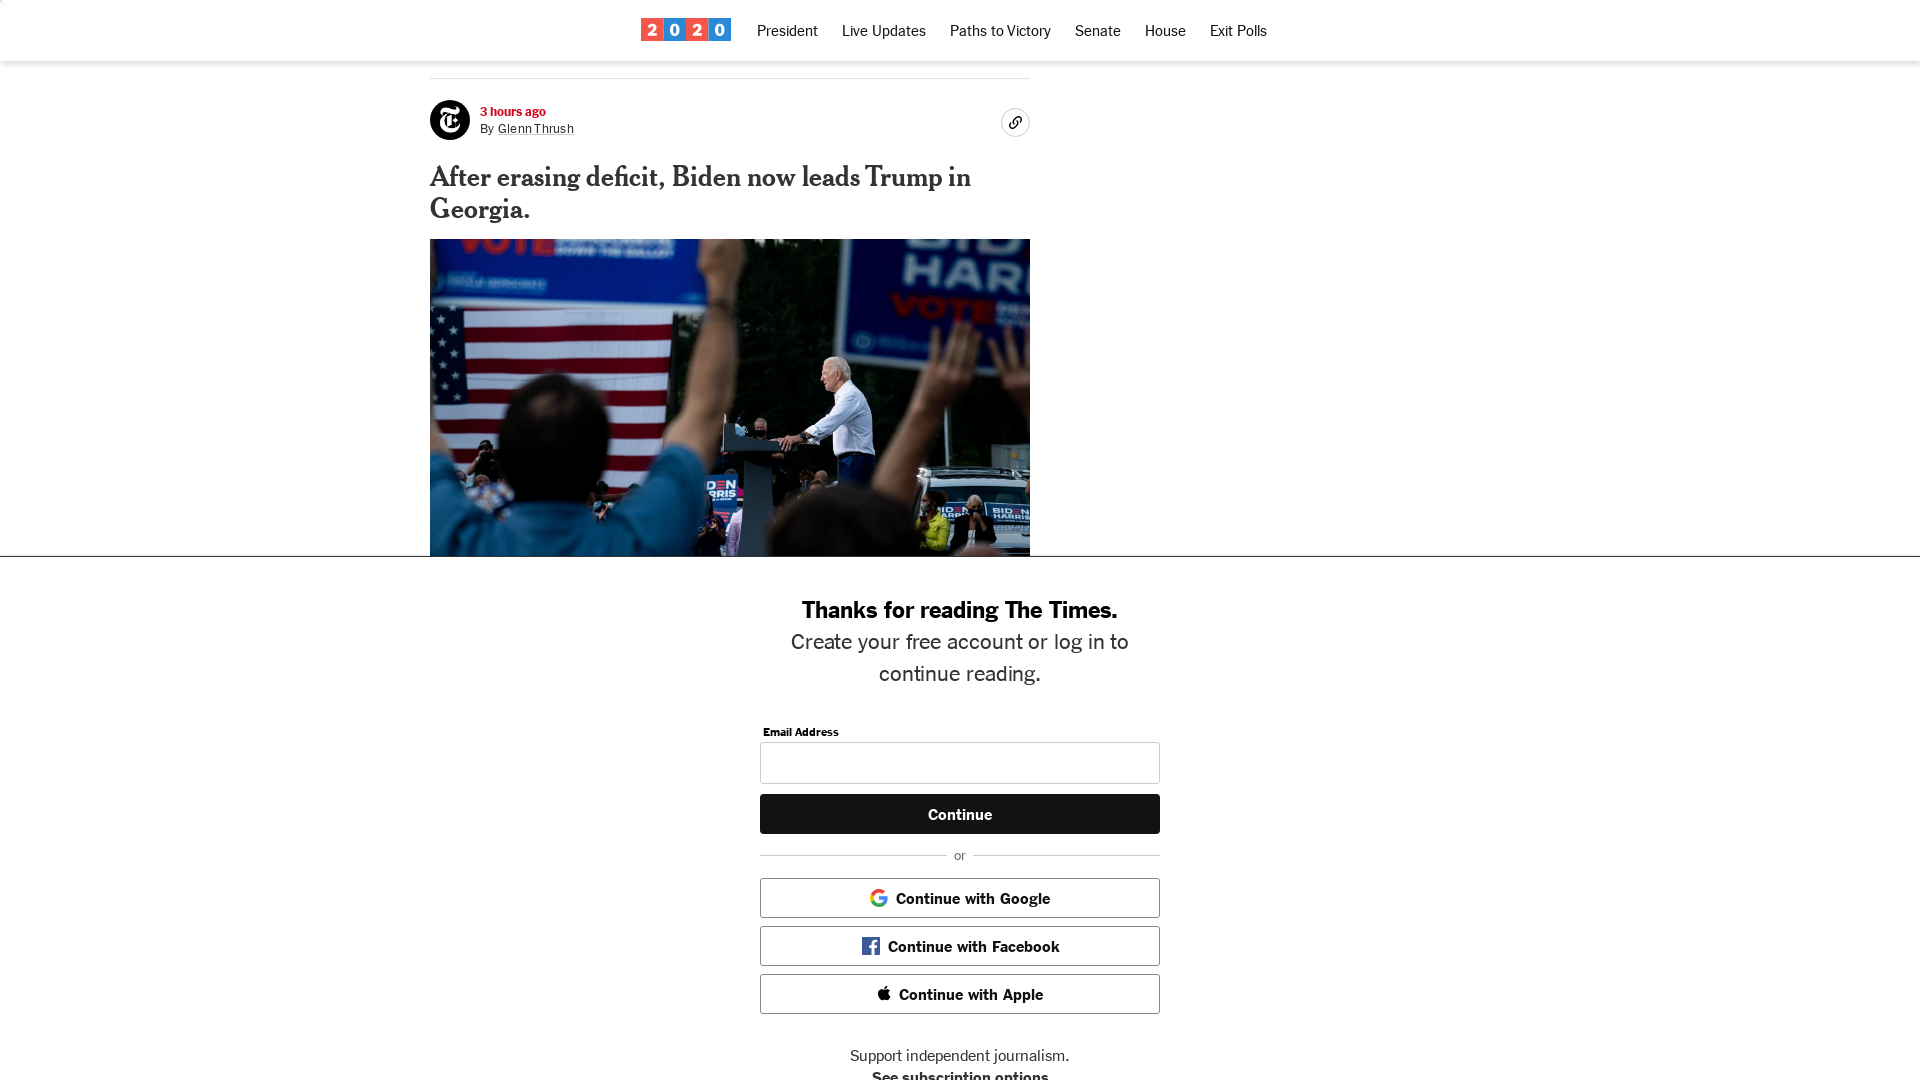 2020 President Live Updates Paths to Victory Senate House Exit Polls
3 hours ago
By Glenn Thrush
After erasing deficit, Biden now leads Trump in
Georgia.
VOTE
BID
HARR
VOTE
BIDEN
HARRIS
BIDEN
HARRIS
Thanks for reading The Times.
Create your free account or log in to
continue reading.
Email Address
Continue
or
Continue with Google
Continue with Facebook
Continue with Apple
Support independent journalism.
See subscription options